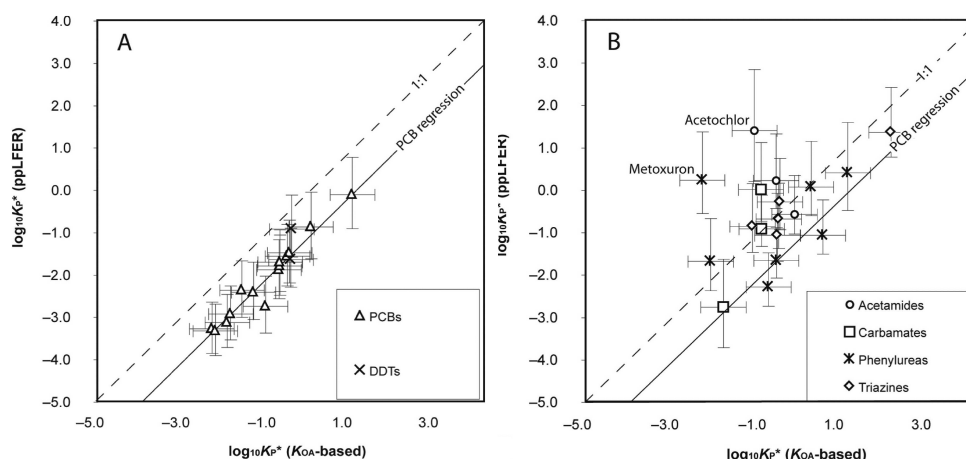 A
4.0
3.0
2.0
1.0
0.0
–1.0
–2.0
–3.0
–4.0
–5.0
–5.0
–3.0
–1.0
1.0
3.0
log₁₀Kp* (ppLFER)
log₁₀Kp* (KOA-based)
1:1
PCB regression
PCBs
DDTs
B
4.0
3.0
2.0
1.0
0.0
–1.0
–2.0
–3.0
–4.0
–5.0
–5.0
–3.0
–1.0
1.0
3.0
log₁₀Kp* (ppLFER)
log₁₀Kp* (KOA-based)
1:1
PCB regression
Acetochlor
Metoxuron
Acetamides
Carbamates
Phenylureas
Triazines